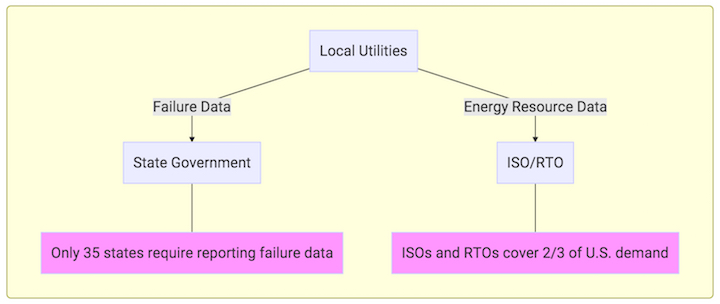 Local Utilities
Failure Data
Energy Resource Data
State Government
ISO/RTO
Only 35 states require reporting failure data
ISOs and RTOs cover 2/3 of U.S. demand